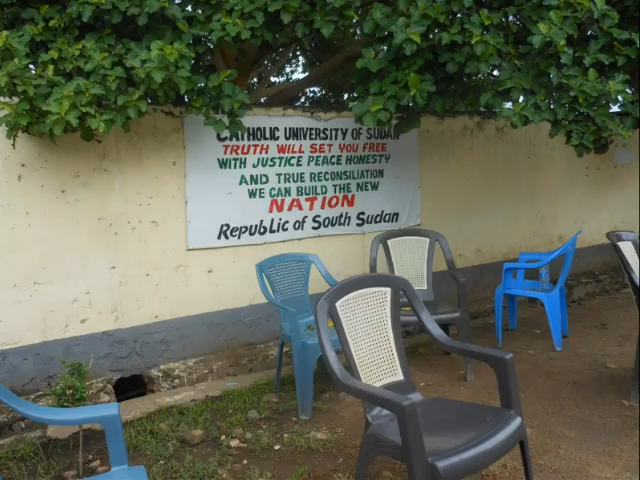 CATHOLIC UNIVERSITY OF SUDAN
TRUTH WILL SET YOU FREE
WITH JUSTICE PEACE HONESTY
AND TRUE RECONSILIATION
WE CAN BUILD THE NEW
NATION
Republic of South Sudan